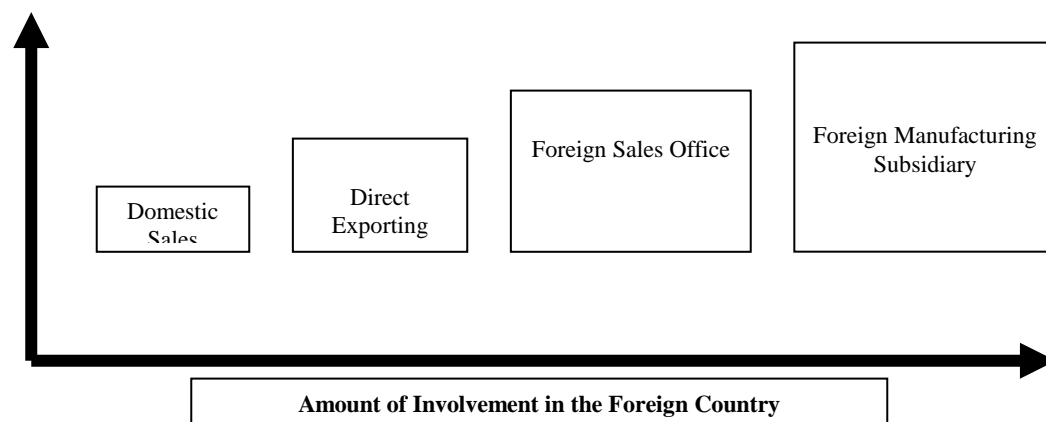 Foreign Manufacturing
Subsidiary
Foreign Sales Office
Direct
Exporting
Domestic
Sales
Amount of Involvement in the Foreign Country